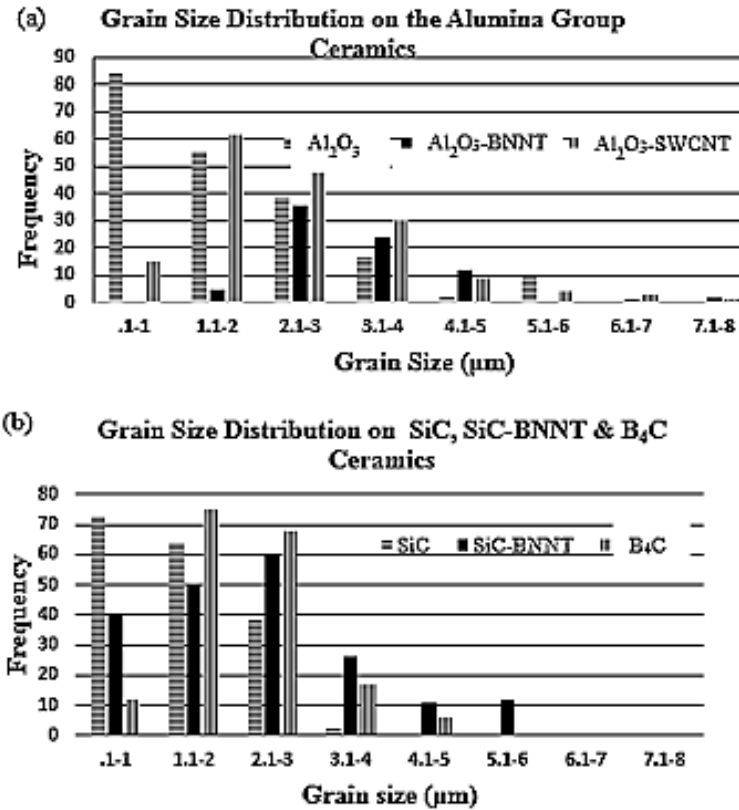 (a)
Grain Size Distribution on the Alumina Group
Ceramics
90
80
70
60
50
40
30
20
10
0
Frequency
Al₂O₃ Al₂O₃-BNNT Al₂O₃-SWCNT
.1-1 1.1-2 2.1-3 3.1-4 4.1-5 5.1-6 6.1-7 7.1-8
Grain Size (μm)
(b)
Grain Size Distribution on SiC, SiC-BNNT & B₄C
Ceramics
80
70
60
50
40
30
20
10
0
Frequency
SiC SiC-BNNT B₄C
.1-1 1.1-2 2.1-3 3.1-4 4.1-5 5.1-6 6.1-7 7.1-8
Grain size (μm)